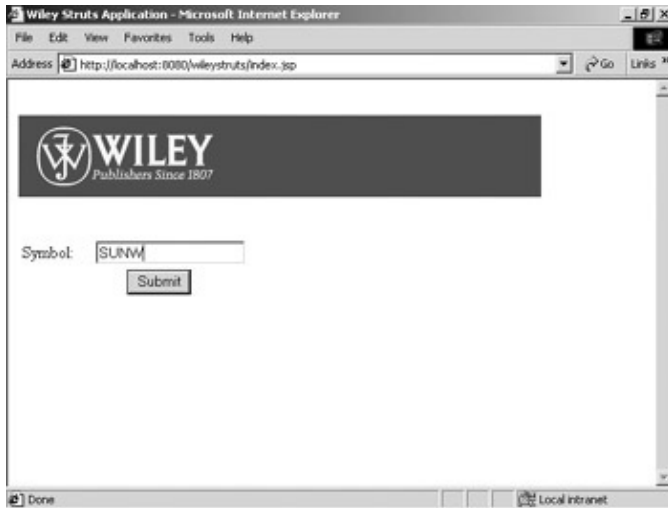 Wiley Struts Application - Microsoft Internet Explorer
File Edit View Favorites Tools Help
Address http://localhost:8080/wileystruts/index.jsp Go Links »
WILEY
Publishers Since 1807
Symbol: SUNW
Submit
Done Local intranet